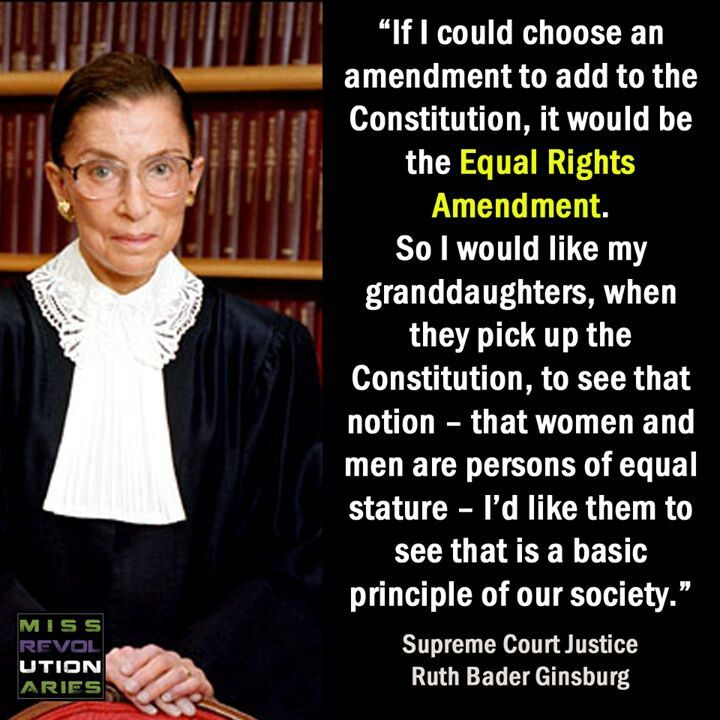 “If I could choose an
amendment to add to the
Constitution, it would be
the Equal Rights
Amendment.
So I would like my
granddaughters, when
they pick up the
Constitution, to see that
notion – that women and
men are persons of equal
stature – I’d like them to
see that is a basic
principle of our society.”
Supreme Court Justice
Ruth Bader Ginsburg
MISS
REVOL
UTION
ARIES